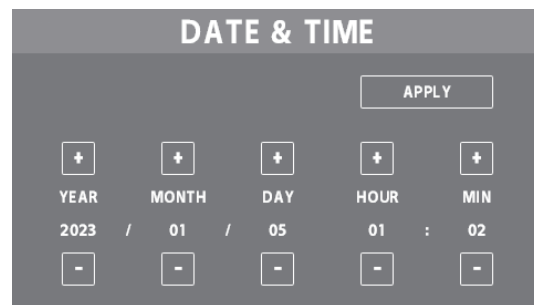 DATE & TIME
APPLY
+ + + + +
YEAR MONTH DAY HOUR MIN
2023 / 01 / 05 01 : 02
- - - - -